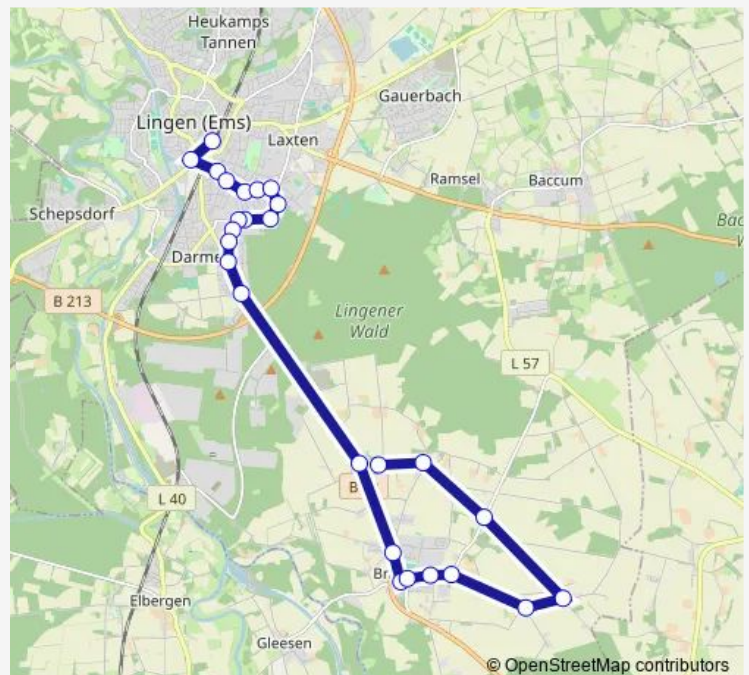 Heukamps
Tannen
Gauerbach
Lingen (Ems)
Laxten
Ramsel
Baccum
Schepsdorf
Bac
Darme
B 213
Lingener
Wald
L 57
B
L 40
Br
Elbergen
Gleesen
© OpenStreetMap contributors